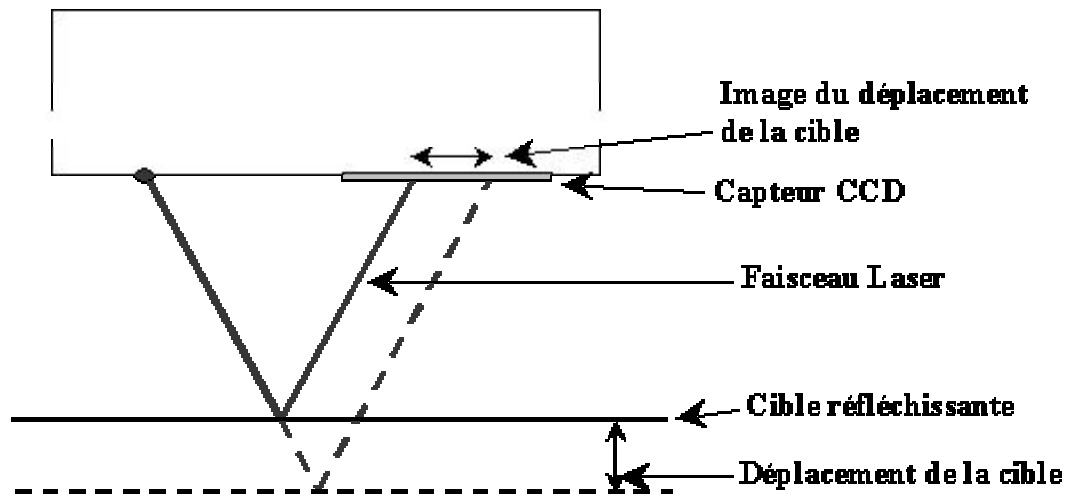 Image du déplacement
de la cible
Capteur CCD
Faisceau Laser
Cible réfléchissante
Déplacement de la cible